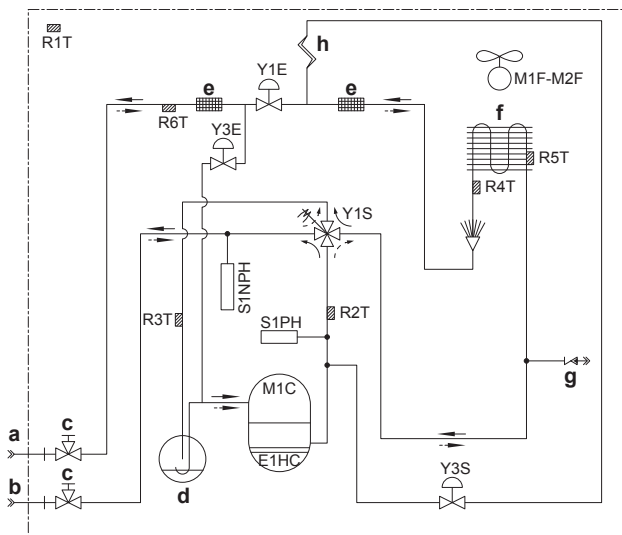 R1T
h
M1F-M2F
Y1E
e
e
f
R6T
Y3E
R5T
R4T
Y1S
S1NPH
R3T
S1PH
R2T
g
M1C
a
c
E1HC
b
c
d
Y3S